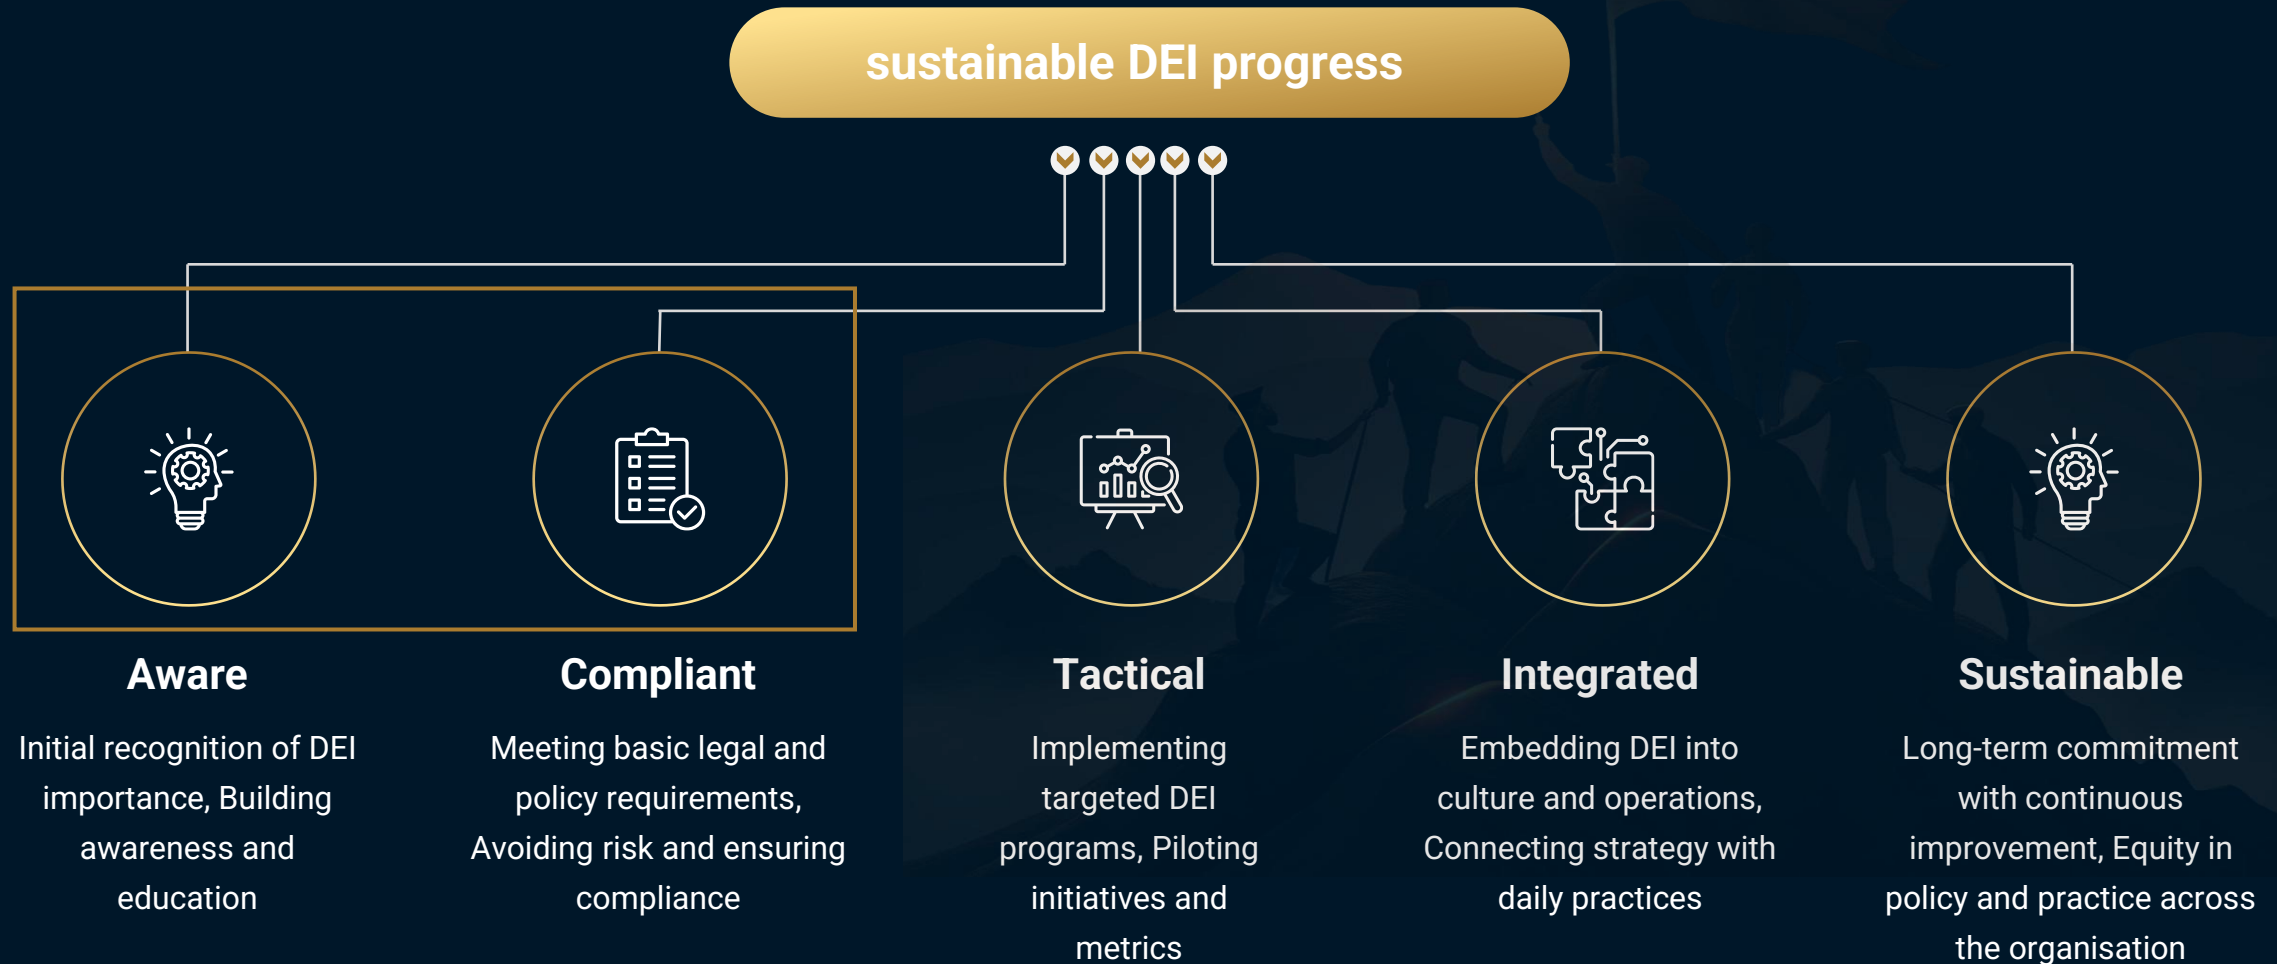 sustainable DEI progress
Aware
Initial recognition of DEI
importance, Building
awareness and
education
Compliant
Meeting basic legal and
policy requirements,
Avoiding risk and ensuring
compliance
Tactical
Implementing
targeted DEI
programs, Piloting
initiatives and
metrics
Integrated
Embedding DEI into
culture and operations,
Connecting strategy with
daily practices
Sustainable
Long-term commitment
with continuous
improvement, Equity in
policy and practice across
the organisation